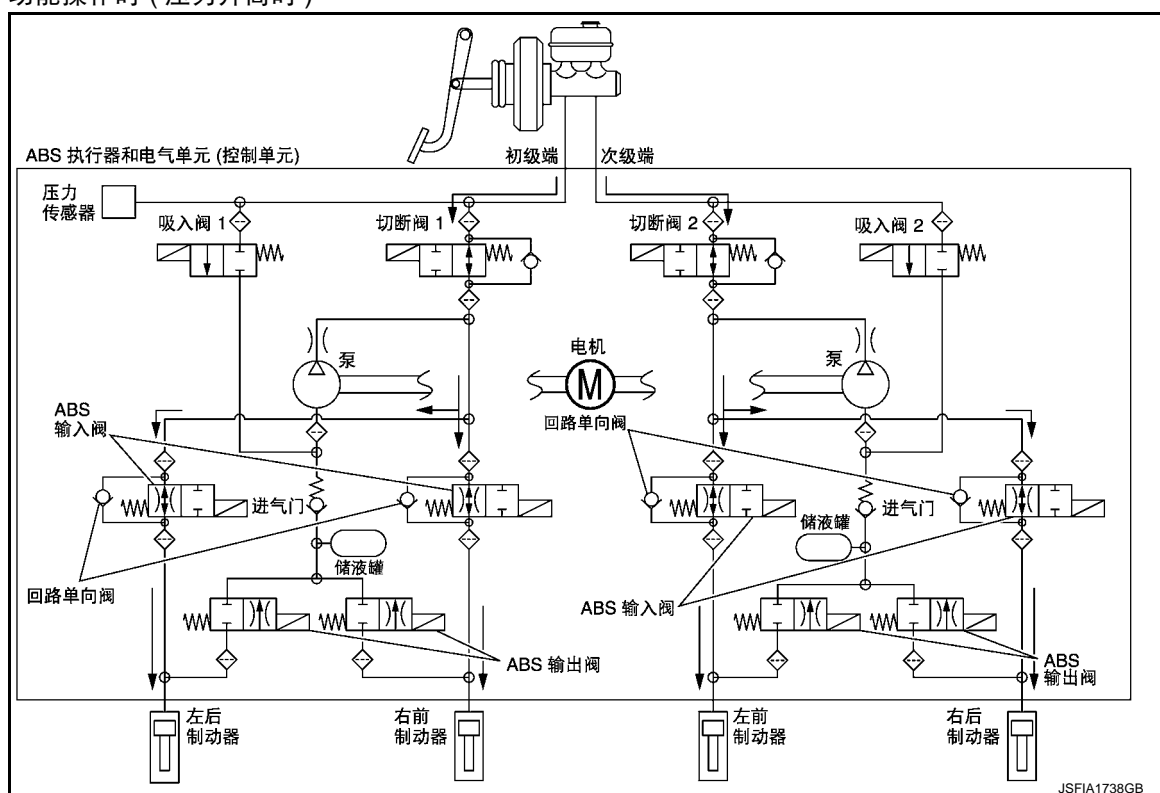 ABS 执行器和电气单元 (控制单元)
初级端
次级端
压力
传感器
吸入阀 1
切断阀 1
切断阀 2
吸入阀 2
泵
电机
M
泵
ABS
输入阀
回路单向阀
进气门
进气门
储液罐
储液罐
回路单向阀
ABS 输入阀
ABS 输出阀
ABS
输出阀
左后
制动器
右前
制动器
左前
制动器
右后
制动器
JSFIA1738GB